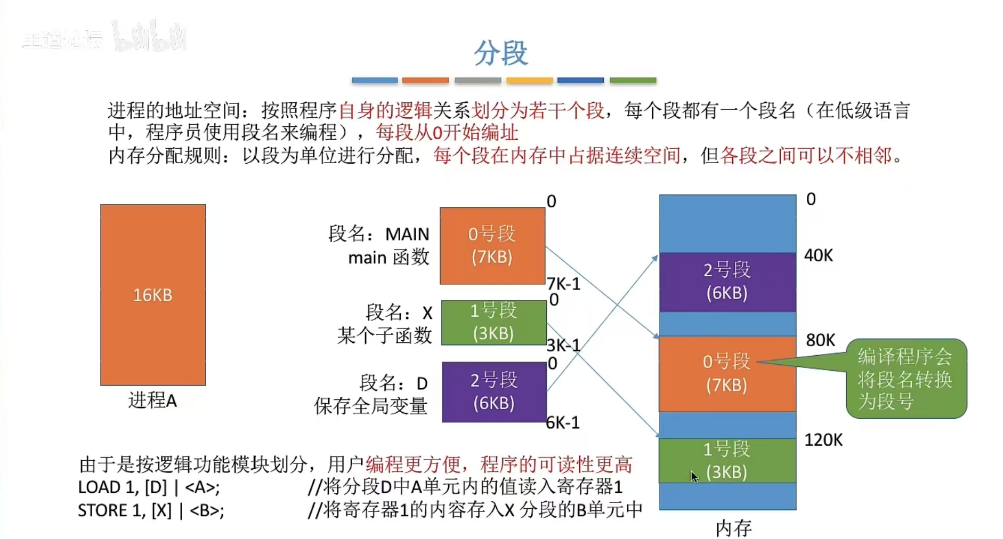 bilibili
分段
进程的地址空间：按照程序自身的逻辑关系划分为若干个段，每个段都有一个段名（在低级语言
中，程序员使用段名来编程），每段从0开始编址
内存分配规则：以段为单位进行分配，每个段在内存中占据连续空间，但各段之间可以不相邻。
16KB
进程A
段名：MAIN
main 函数
0号段
(7KB)
0
7K-1
段名：X
某个子函数
1号段
(3KB)
0
3K-1
段名：D
保存全局变量
2号段
(6KB)
0
6K-1
0
40K
2号段
(6KB)
80K
0号段
(7KB)
120K
1号段
(3KB)
内存
编译程序会
将段名转换
为段号
由于是按逻辑功能模块划分，用户编程更方便，程序的可读性更高
LOAD 1, [D] | <A>; //将分段D中A单元内的值读入寄存器1
STORE 1, [X] | <B>; //将寄存器1的内容存入X 分段的B单元中